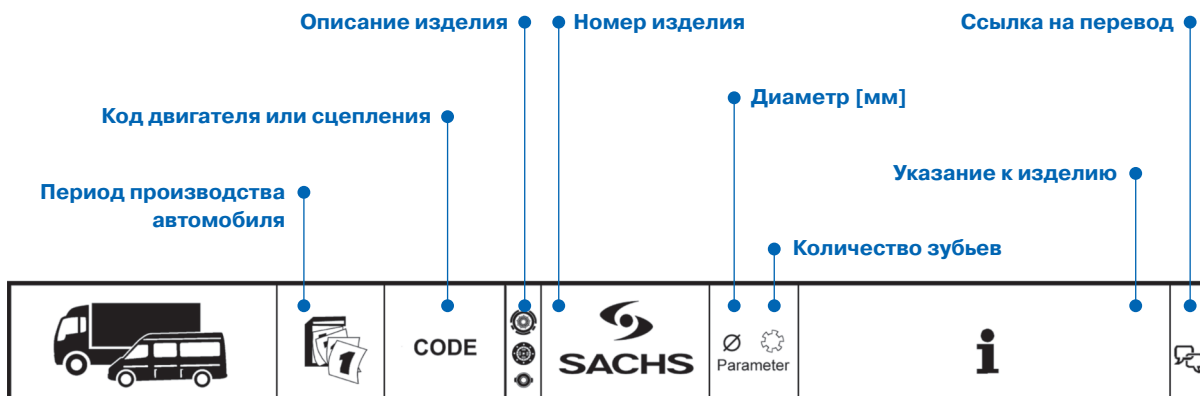 Описание изделия
Номер изделия
Ссылка на перевод
Диаметр [мм]
Код двигателя или сцепления
Указание к изделию
Период производства
автомобиля
Количество зубьев
1
CODE
SACHS
Ø
Parameter
i